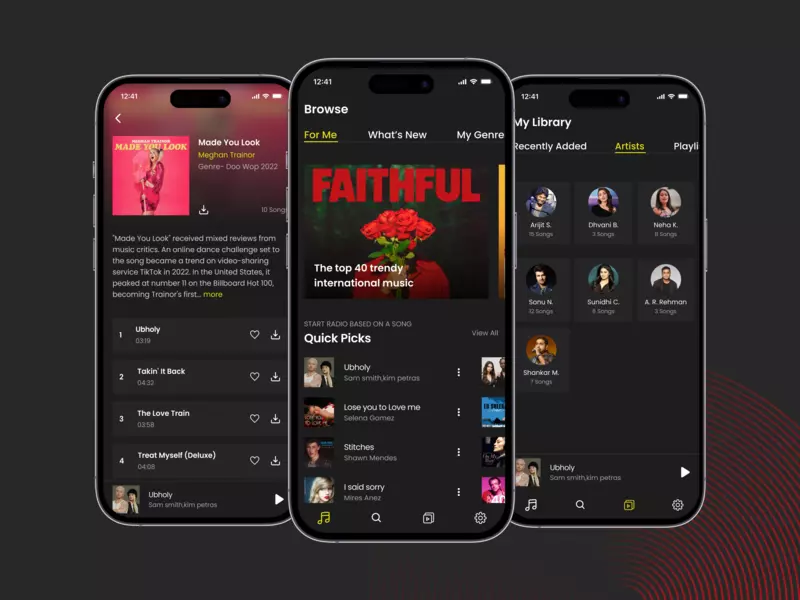 12:41
MEGHAN TRAINOR
MADE YOU LOOK
Made You Look
Meghan Trainor
Genre- Doo Wop 2022
10 Song
"Made You Look" received mixed reviews from
music critics. An online dance challenge set to
the song became a trend on video-sharing
service TikTok in 2022. In the United States, it
peaked at number 11 on the Billboard Hot 100,
becoming Trainor's first... more
1
Ubholy
03:19
2
Takin' It Back
04:32
3
The Love Train
03:58
4
Treat Myself (Deluxe)
04:08
Ubholy
Sam smith,kim petras
12:41
Browse
For Me
What's New
My Genre
FAITHFUL
The top 40 trendy
international music
START RADIO BASED ON A SONG
Quick Picks
View All
Ubholy
Sam smith,kim petras
Lose you to Love me
Selena Gomez
Stitches
Shawn Mendes
I said sorry
Mires Anez
12:41
My Library
Recently Added
Artists
Playli
Arijit S.
15 Songs
Dhvani B.
3 Songs
Neha K.
8 Songs
Sonu N.
12 Songs
Sunidhi C.
6 Songs
A. R. Rehman
3 Songs
Shankar M.
7 Songs
Ubholy
Sam smith,kim petras